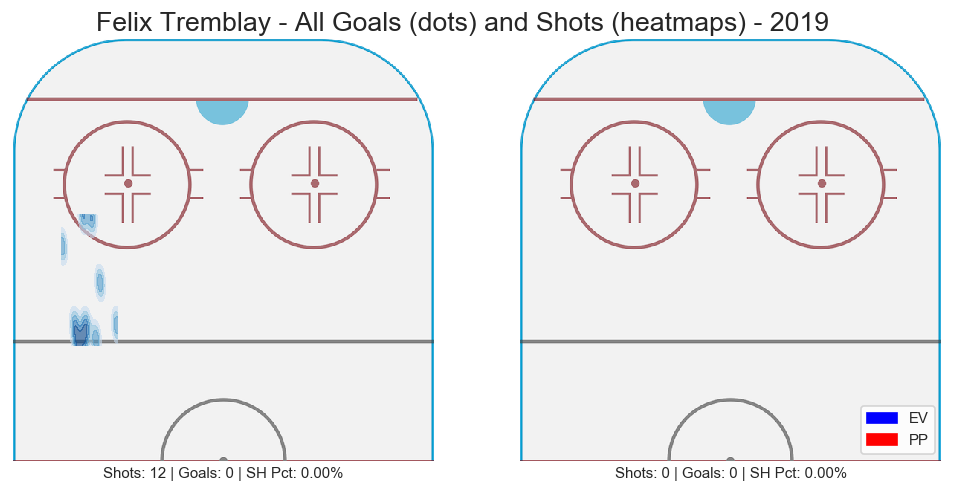 Felix Tremblay - All Goals (dots) and Shots (heatmaps) - 2019
EV
PP
Shots: 12 | Goals: 0 | SH Pct: 0.00%
Shots: 0 | Goals: 0 | SH Pct: 0.00%